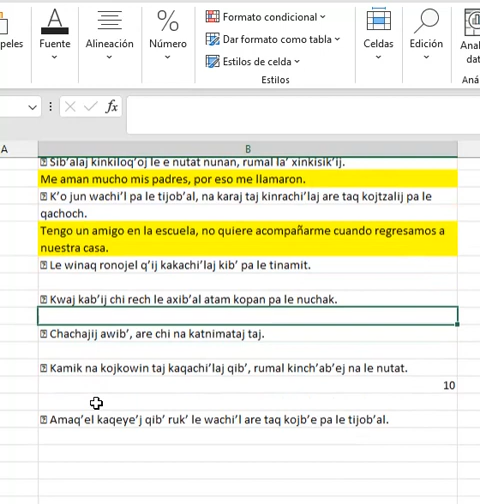 peles
Fuente
Alineación
%
Número
Formato condicional
Dar formato como tabla
Estilos de celda
Estilos
Celdas
Edición
Anal
dat
Aná
fx
A
B
Sib'alaj kinkiloq'oj le e nutat nunan, rumal la' xinkisik'ij.
Me aman mucho mis padres, por eso me llamaron.
K'o jun wachi'l pa le tijob'al, na karaj taj kinrachi'laj are taq kojtzalij pa le
qachoch.
Tengo un amigo en la escuela, no quiere acompañarme cuando regresamos a
nuestra casa.
Le winaq ronojel q'ij kakachi'laj kib' pa le tinamit.
Kwaj kab'ij chi rech le axib'al atam kopan pa le nuchak.
Chachajij awib', are chi na katnimataj taj.
Kamik na kojkowin taj kaqachi'laj qib', rumal kinch'ab'ej na le nutat.
10
Amaq'el kaqeye'j qib' ruk' le wachi'l are taq kojb'e pa le tijob'al.